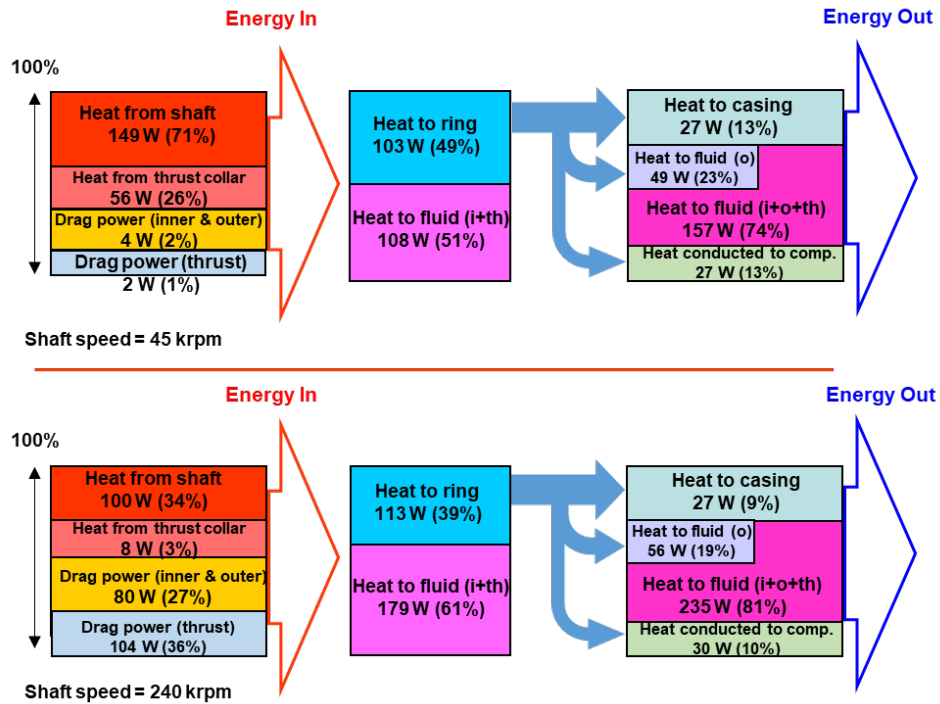 Energy In
Energy Out
100%
Heat from shaft
149 W (71%)
Heat from thrust collar
56 W (26%)
Drag power (inner & outer)
4 W (2%)
Drag power (thrust)
2 W (1%)
Heat to ring
103 W (49%)
Heat to fluid (i+th)
108 W (51%)
Heat to casing
27 W (13%)
Heat to fluid (o)
49 W (23%)
Heat to fluid (i+o+th)
157 W (74%)
Heat conducted to comp.
27 W (13%)
Shaft speed = 45 krpm
Energy In
Energy Out
100%
Heat from shaft
100 W (34%)
Heat from thrust collar
8 W (3%)
Drag power (inner & outer)
80 W (27%)
Drag power (thrust)
104 W (36%)
Heat to ring
113 W (39%)
Heat to fluid (i+th)
179 W (61%)
Heat to casing
27 W (9%)
Heat to fluid (o)
56 W (19%)
Heat to fluid (i+o+th)
235 W (81%)
Heat conducted to comp.
30 W (10%)
Shaft speed = 240 krpm